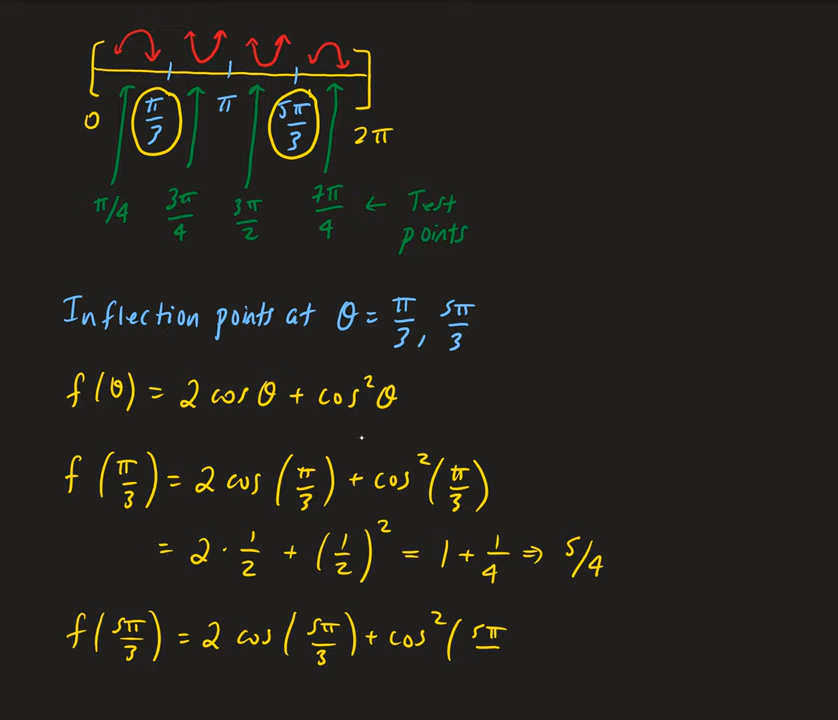 0 π/3 π 5π/3 2π
π/4 3π/4 3π/2 7π/4 ← Test points
Inflection points at θ = π/3, 5π/3
f(θ) = 2 cos θ + cos²θ
f(π/3) = 2 cos (π/3) + cos²(π/3)
= 2 · 1/2 + (1/2)² = 1 + 1/4 ⇒ 5/4
f(5π/3) = 2 cos (5π/3) + cos²(5π